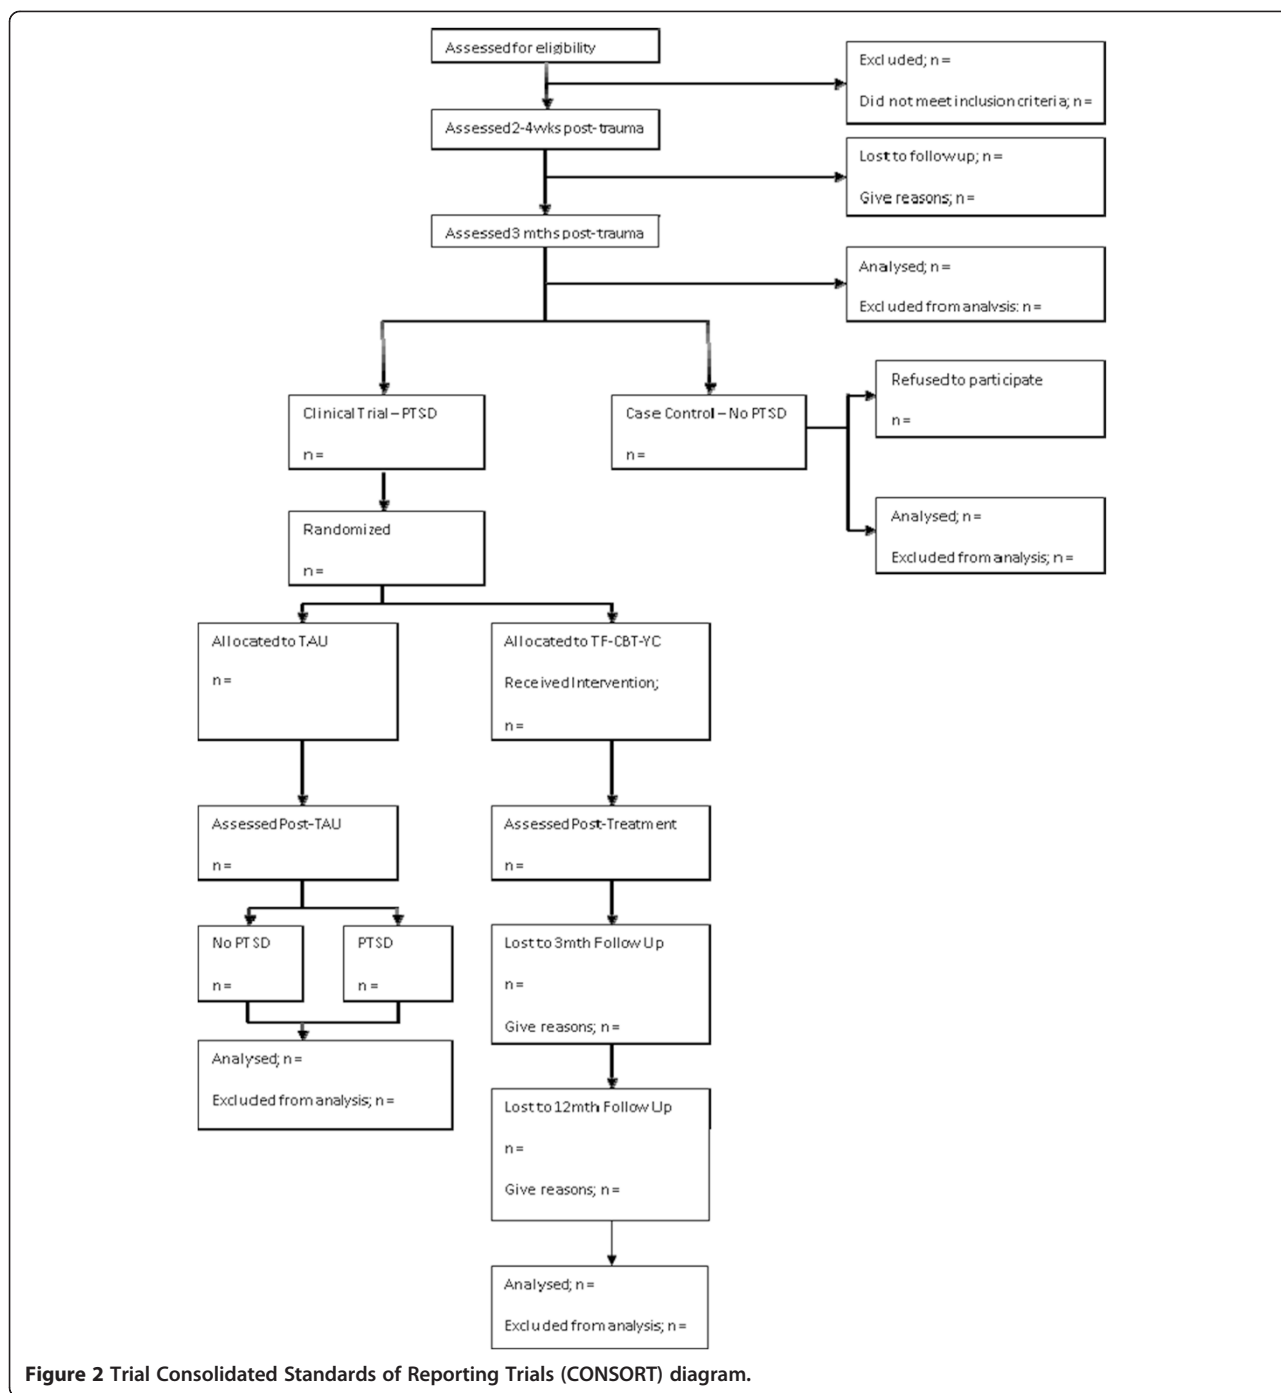 Assessed for eligibility
Excluded; n =
Did not meet inclusion criteria; n =
Assessed 2-4wks post-trauma
Lost to follow up; n =
Give reasons; n =
Assessed 3 mths post-trauma
Analysed; n =
Excluded from analysis: n =
Clinical Trial – PTSD
n =
Case Control – No PTSD
n =
Refused to participate
n =
Analysed; n =
Excluded from analysis; n =
Randomized
n =
Allocated to TAU
n =
Allocated to TF-CBT-YC
Received Intervention;
n =
Assessed Post-TAU
n =
Assessed Post-Treatment
n =
No PTSD
n =
PTSD
n =
Analysed; n =
Excluded from analysis; n =
Lost to 3mth Follow Up
n =
Give reasons; n =
Lost to 12mth Follow Up
n =
Give reasons; n =
Analysed; n =
Excluded from analysis; n =
Figure 2 Trial Consolidated Standards of Reporting Trials (CONSORT) diagram.